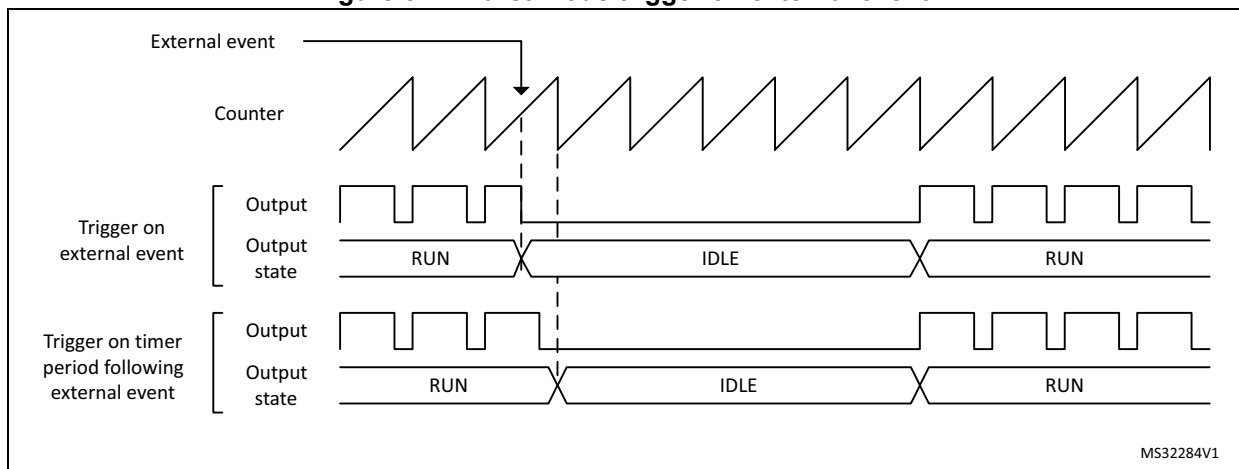 External event
Counter
Trigger on
external event
Output
Output
state
RUN
IDLE
RUN
Trigger on timer
period following
external event
Output
Output
state
RUN
IDLE
RUN
MS32284V1